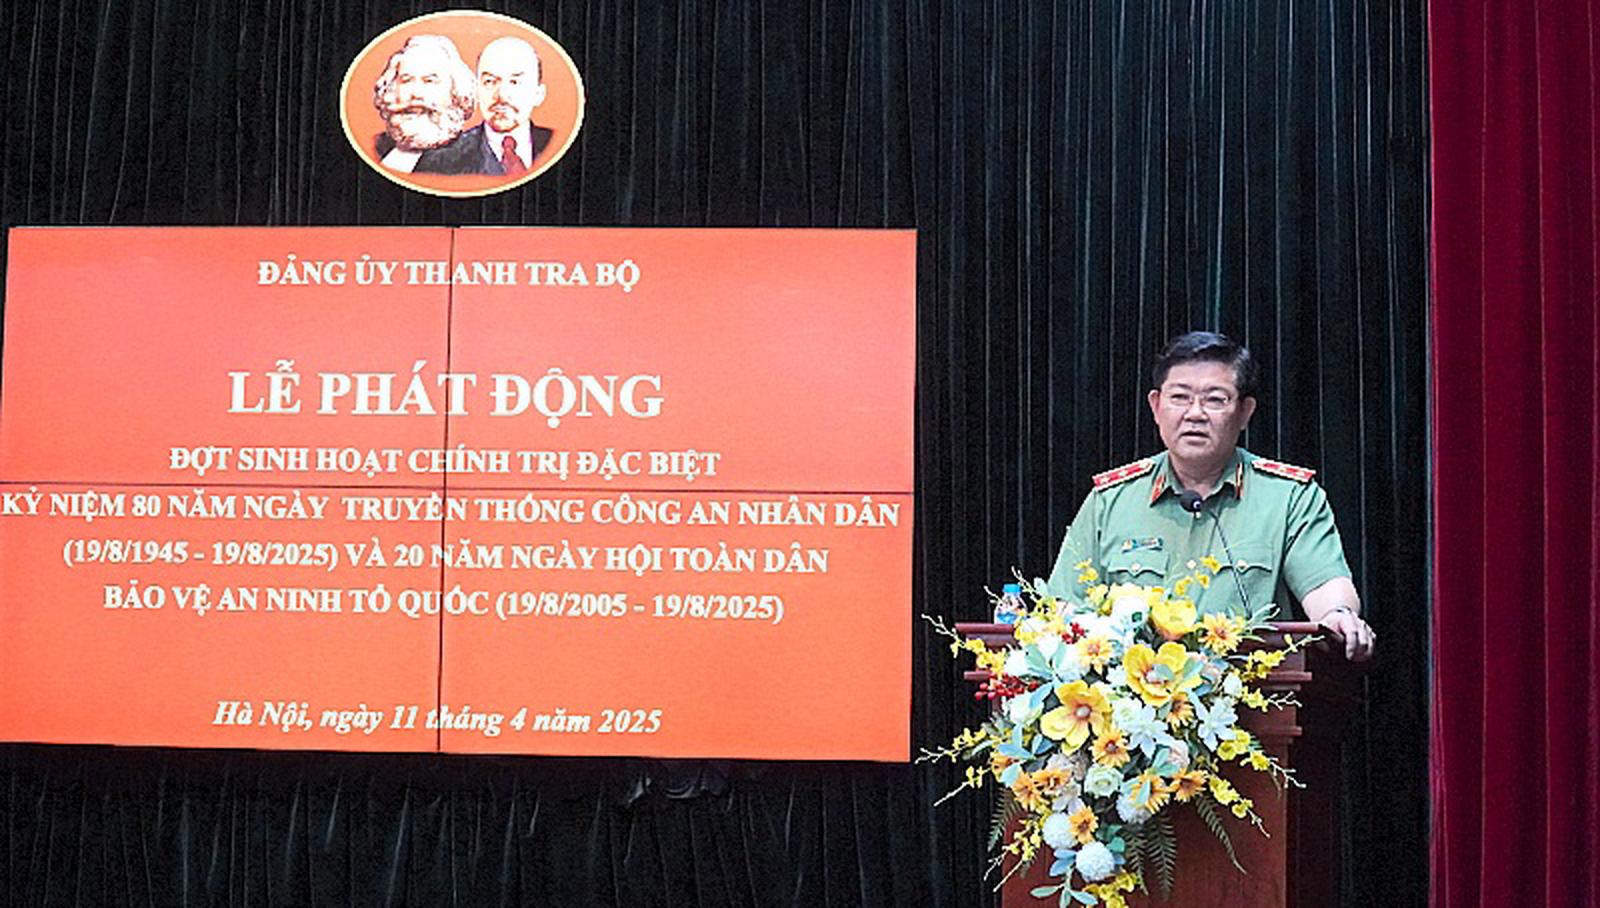 ĐẢNG ỦY THANH TRA BỘ
LỄ PHÁT ĐỘNG
ĐỢT SINH HOẠT CHÍNH TRỊ ĐẶC BIỆT
KỶ NIỆM 80 NĂM NGÀY TRUYỀN THỐNG CÔNG AN NHÂN DÂN
(19/8/1945 - 19/8/2025) VÀ 20 NĂM NGÀY HỘI TOÀN DÂN
BẢO VỆ AN NINH TỔ QUỐC (19/8/2005 - 19/8/2025)
Hà Nội, ngày 11 tháng 4 năm 2025